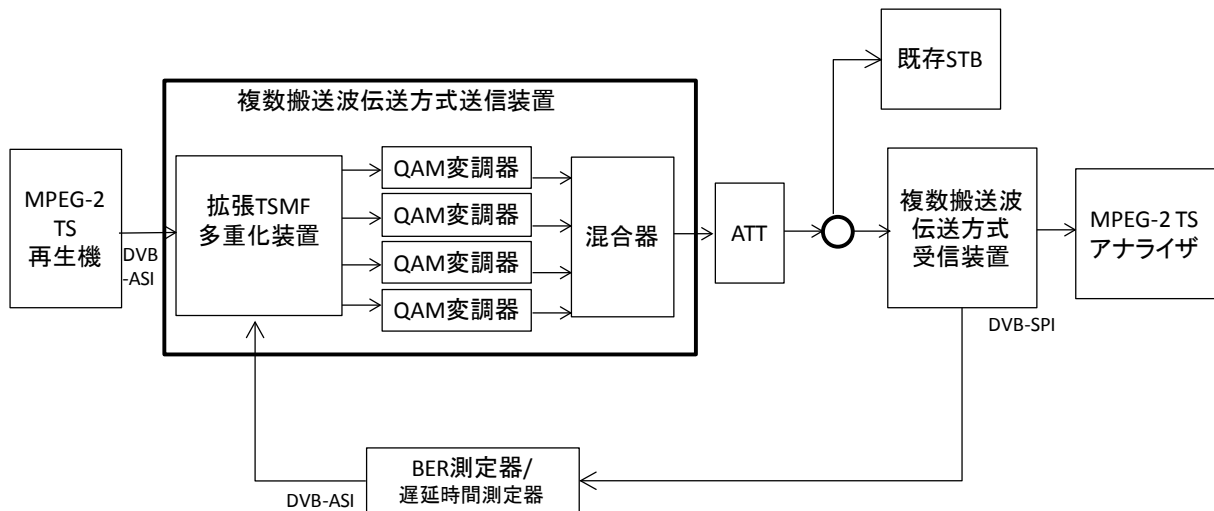 既存STB
複数搬送波伝送方式送信装置
MPEG-2
TS
再生機
DVB
-ASI
拡張TSMF
多重化装置
QAM変調器
QAM変調器
QAM変調器
QAM変調器
混合器
ATT
複数搬送波
伝送方式
受信装置
MPEG-2 TS
アナライザ
DVB-SPI
BER測定器/
遅延時間測定器
DVB-ASI